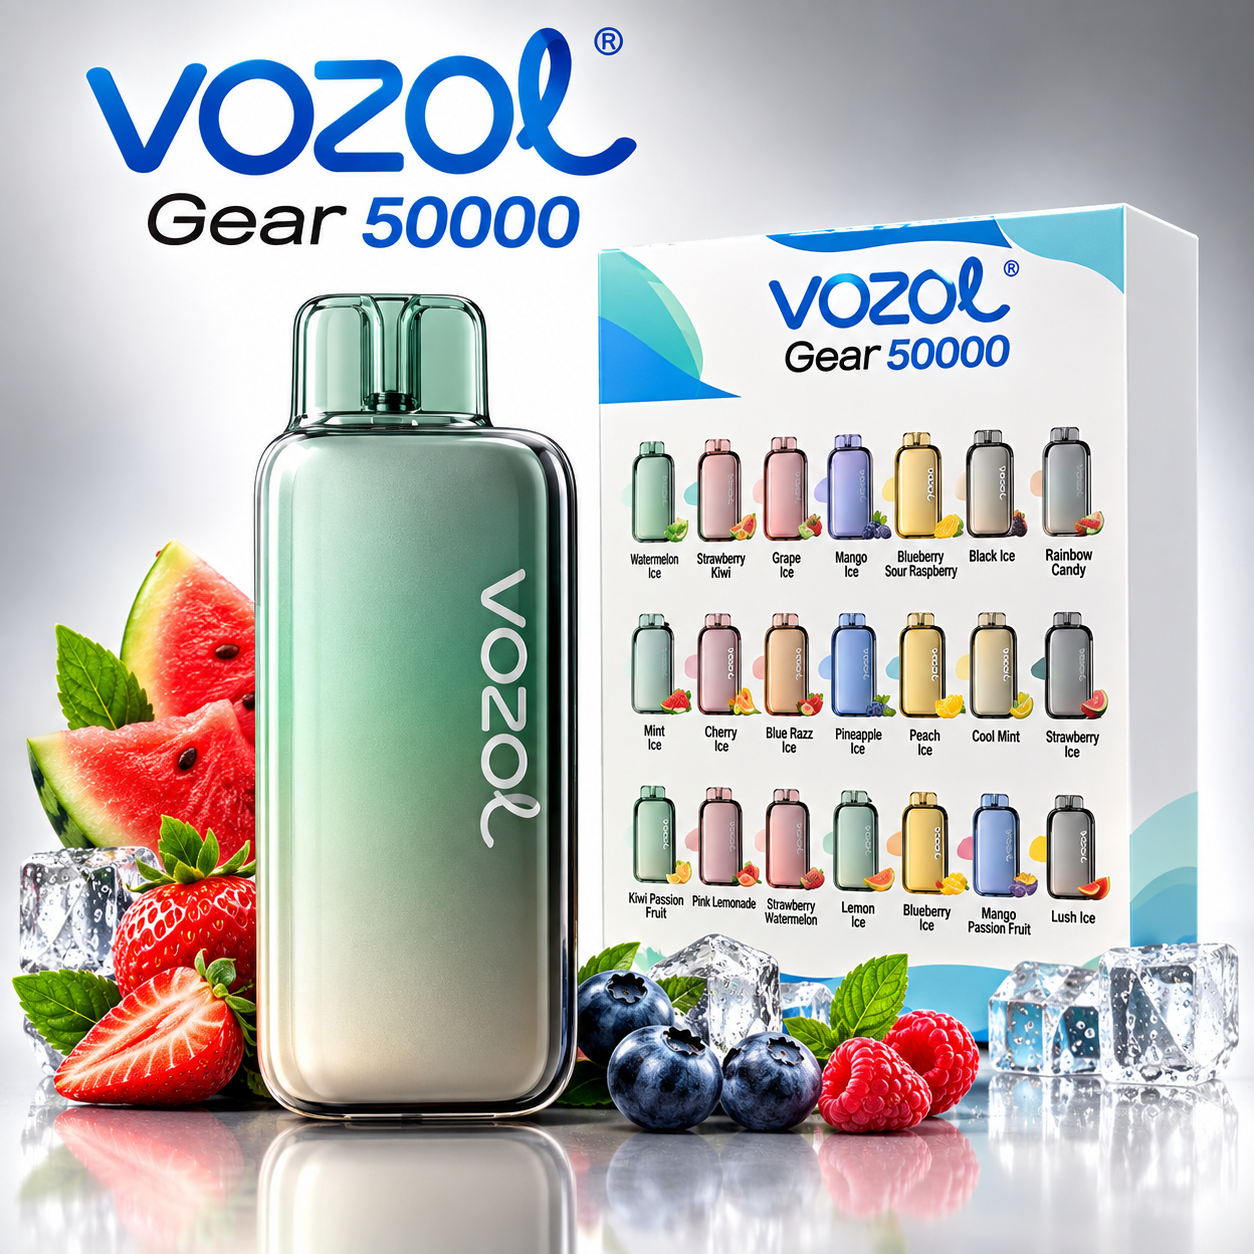 VOZOL®
Gear 50000
VOZOL®
Gear 50000
Watermelon
Ice
Strawberry
Kiwi
Grape
Ice
Mango
Ice
Blueberry
Sour Raspberry
Black Ice
Rainbow
Candy
Mint
Ice
Cherry
Ice
Blue Razz
Ice
Pineapple
Ice
Peach
Ice
Cool Mint
Strawberry
Ice
Kiwi Passion
Fruit
Pink Lemonade
Strawberry
Watermelon
Lemon
Ice
Blueberry
Ice
Mango
Passion Fruit
Lush Ice
VOZOL